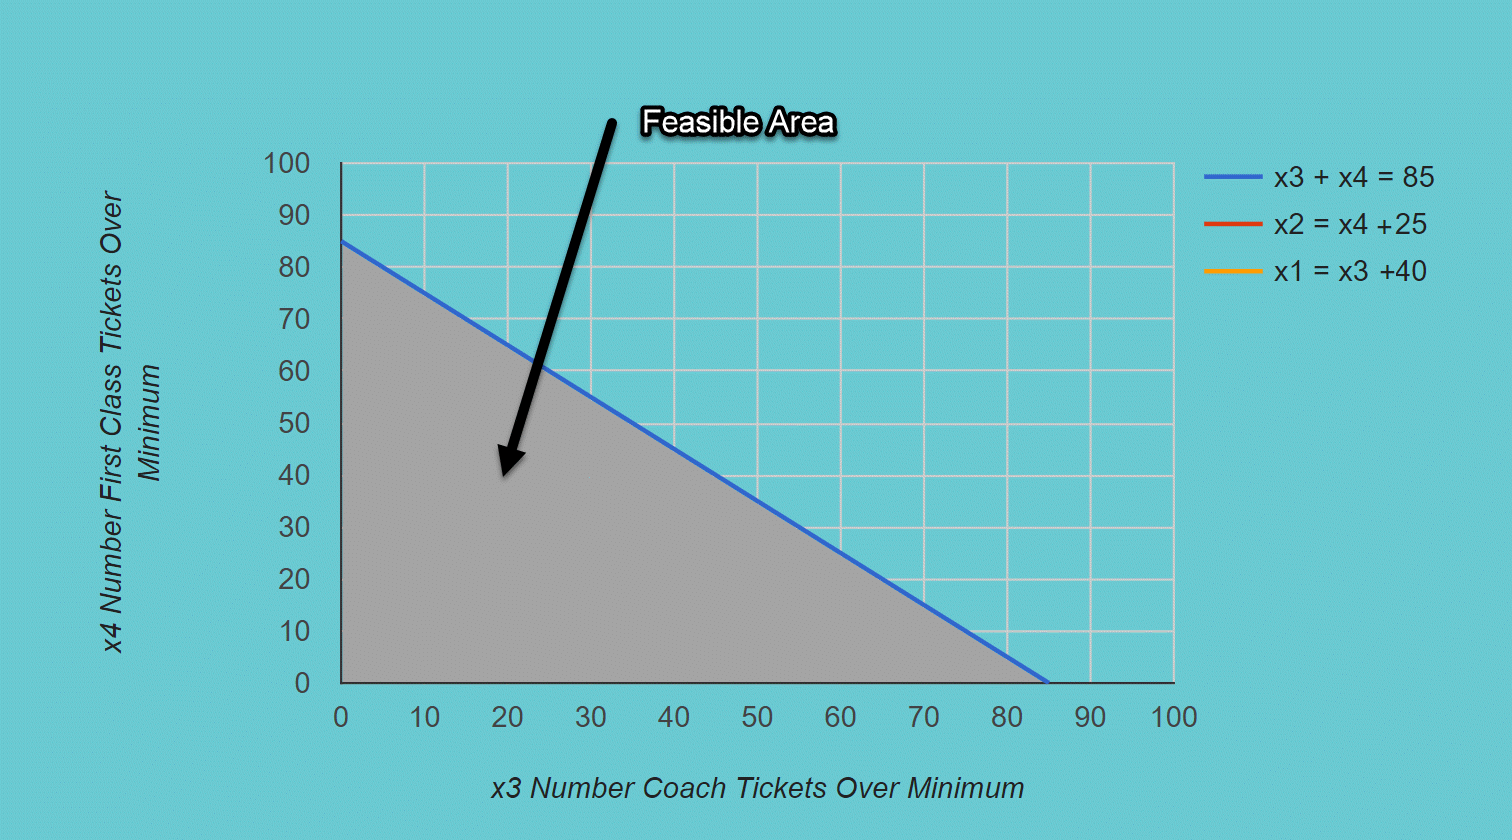 Feasible Area
100
90
80
70
60
50
40
30
20
10
0
0 10 20 30 40 50 60 70 80 90 100
x3 + x4 = 85
x2 = x4 +25
x1 = x3 +40
x4 Number First Class Tickets Over
Minimum
x3 Number Coach Tickets Over Minimum